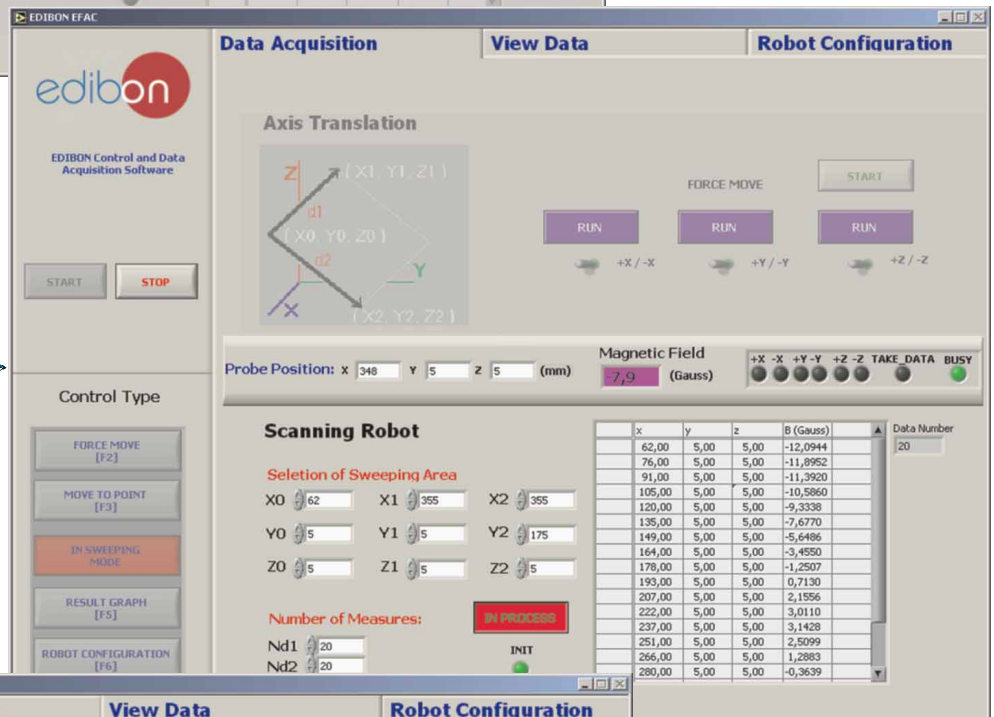 EDIBON EFAC
Data Acquisition View Data Robot Configuration
edibon
EDIBON Control and Data
Acquisition Software
START STOP
Axis Translation
Z (X1, Y1, Z1)
d1
(X0, Y0, Z0)
d2 Y
X (X2, Y2, Z2)
FORCE MOVE START
RUN RUN RUN
+X / -X +Y / -Y +Z / -Z
Probe Position: X 348 Y 5 Z 5 (mm)
Magnetic Field
-7,9 (Gauss)
+X -X +Y -Y +Z -Z TAKE_DATA BUSY
Control Type
FORCE MOVE
[F2]
MOVE TO POINT
[F3]
IN SWEEPING
MODE
RESULT GRAPH
[F5]
ROBOT CONFIGURATION
[F6]
Scanning Robot
Seletion of Sweeping Area
X0 62 X1 355 X2 355
Y0 5 Y1 5 Y2 175
Z0 5 Z1 5 Z2 5
Number of Measures:
Nd1 20
Nd2 20
IN PROCESS
INIT
x y z B (Gauss)
62,00 5,00 5,00 -12,0944
76,00 5,00 5,00 -11,8952
91,00 5,00 5,00 -11,3920
105,00 5,00 5,00 -10,5860
120,00 5,00 5,00 -9,3338
135,00 5,00 5,00 -7,6770
149,00 5,00 5,00 -5,6486
164,00 5,00 5,00 -3,4550
178,00 5,00 5,00 -1,2507
193,00 5,00 5,00 0,7130
207,00 5,00 5,00 2,1556
222,00 5,00 5,00 3,0110
237,00 5,00 5,00 3,1428
251,00 5,00 5,00 2,5099
266,00 5,00 5,00 1,2883
280,00 5,00 5,00 -0,3639
Data Number
20
View Data Robot Configuration